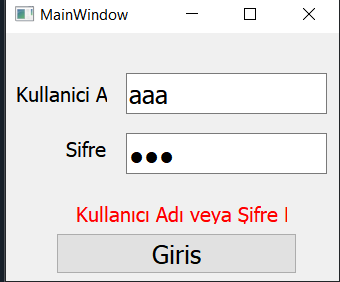 MainWindow
Kullanici A aaa
Sifre ●●●
Kullanıcı Adı veya Şifre
Giris